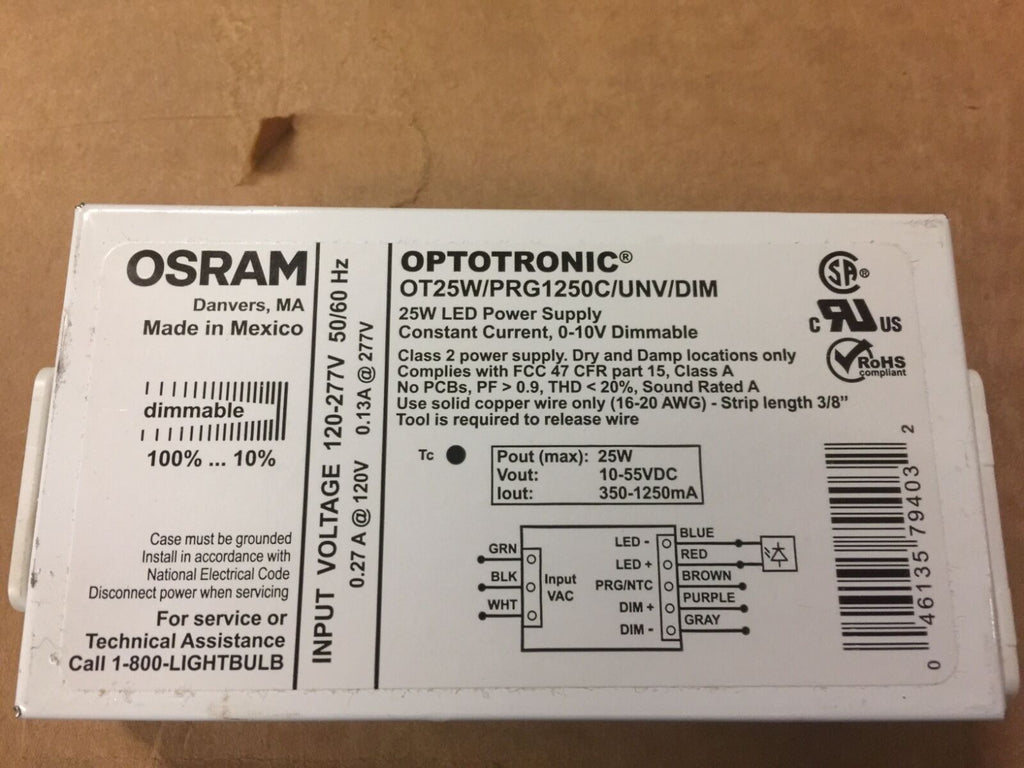 OSRAM
Danvers, MA
Made in Mexico
dimmable
100% ... 10%
Case must be grounded
Install in accordance with
National Electrical Code
Disconnect power when servicing
For service or
Technical Assistance
Call 1-800-LIGHTBULB
INPUT VOLTAGE 120-277V 50/60 Hz
0.27 A @ 120V 0.13A @ 277V
OPTOTRONIC®
OT25W/PRG1250C/UNV/DIM
25W LED Power Supply
Constant Current, 0-10V Dimmable
Class 2 power supply. Dry and Damp locations only
Complies with FCC 47 CFR part 15, Class A
No PCBs, PF > 0.9, THD < 20%, Sound Rated A
Use solid copper wire only (16-20 AWG) - Strip length 3/8”
Tool is required to release wire
SA®
C RU US
RoHS
compliant
Tc
Pout (max): 25W
Vout: 10-55VDC
Iout: 350-1250mA
GRN
BLK
WHT
Input
VAC
LED - BLUE
LED + RED
PRG/NTC BROWN
DIM + PURPLE
DIM - GRAY
0 46135 79403 2